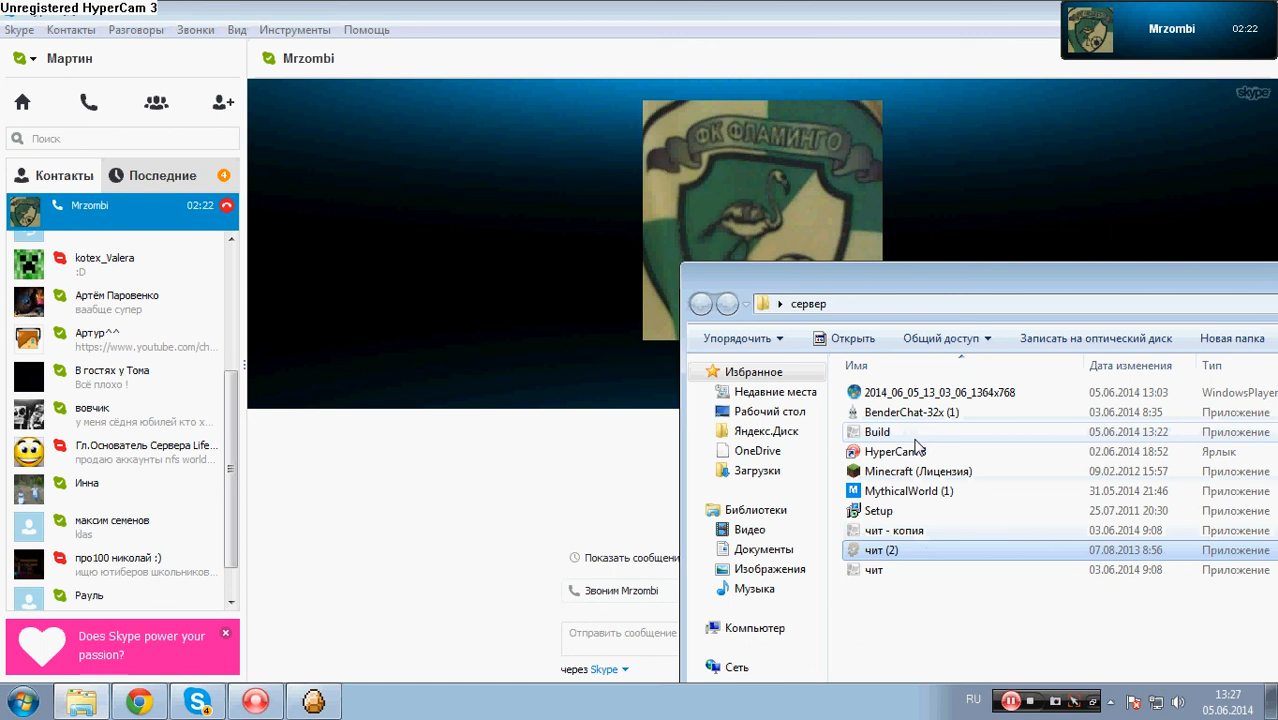 Unregistered HyperCam 3
Skype Контакты Разговоры Звонки Вид Инструменты Помощь
Mrzombi 02:22
Мартин
Mrzombi
skype
ФК ФЛАМИНГО
Поиск
Контакты Последние 4
Mrzombi 02:22
kotex_Valera
:D
Артём Паровенко
ваабще супер
Артур^^
https://www.youtube.com/ch...
В гостях у Тома
Всё плохо !
вовчик
у меня сёдня юбилей кто х...
Гл.Основатель Сервера Life...
продаю аккаунты nfs world...
Инна
максим семенов
klas
про100 николай :)
ищю ютиберов школьников...
Рауль
Does Skype power your
passion?
Показать сообщени
Звоним Mrzombi
Отправить сообщение
через Skype
сервер
Упорядочить Открыть Общий доступ Записать на оптический диск Новая папка
Имя Дата изменения Тип
Избранное
Недавние места
Рабочий стол
Яндекс.Диск
OneDrive
Загрузки
Библиотеки
Видео
Документы
Изображения
Музыка
Компьютер
Сеть
2014_06_05_13_03_06_1364x768 05.06.2014 13:03 WindowsPlayer
BenderChat-32x (1) 03.06.2014 8:35 Приложение
Build 05.06.2014 13:22 Приложение
HyperCam 3 02.06.2014 18:52 Ярлык
Minecraft (Лицензия) 09.02.2012 15:57 Приложение
MythicalWorld (1) 31.05.2014 21:46 Приложение
Setup 25.07.2011 20:30 Приложение
чит - копия 03.06.2014 9:08 Приложение
чит (2) 07.08.2013 8:56 Приложение
чит 03.06.2014 9:08 Приложение
4
RU
13:27
05.06.2014